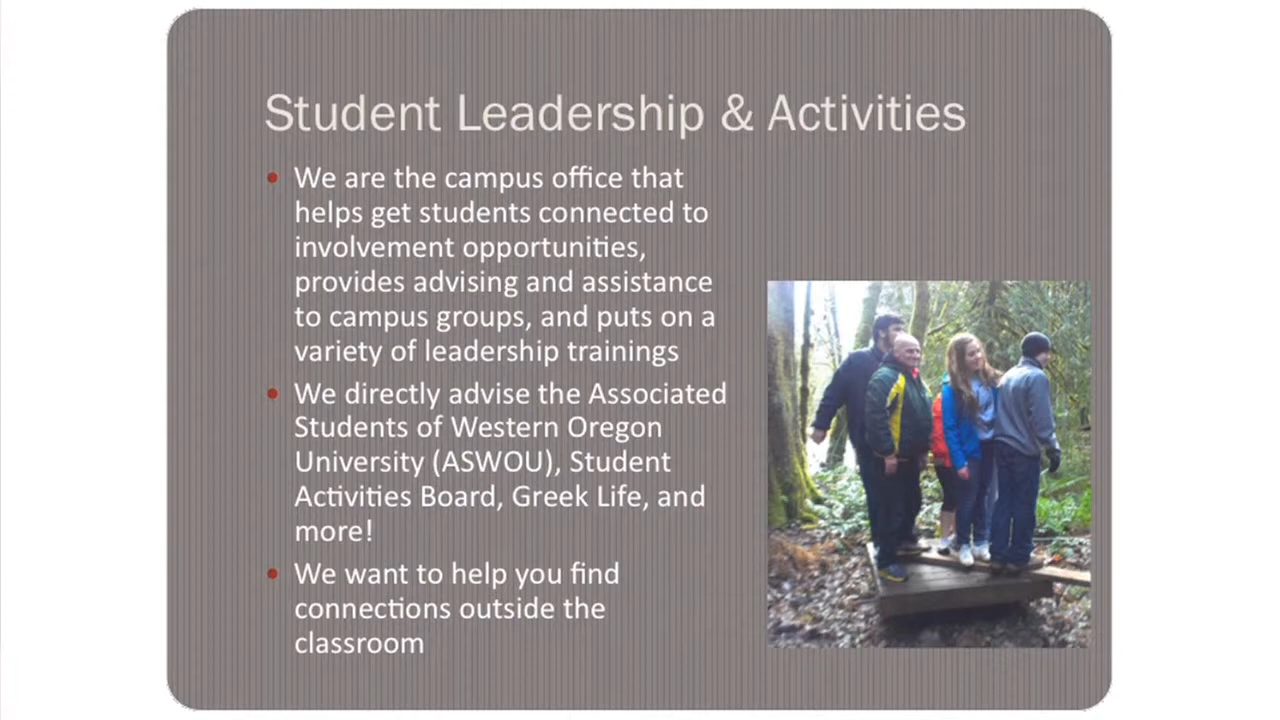 Student Leadership & Activities
• We are the campus office that
helps get students connected to
involvement opportunities,
provides advising and assistance
to campus groups, and puts on a
variety of leadership trainings
• We directly advise the Associated
Students of Western Oregon
University (ASWOU), Student
Activities Board, Greek Life, and
more!
• We want to help you find
connections outside the
classroom